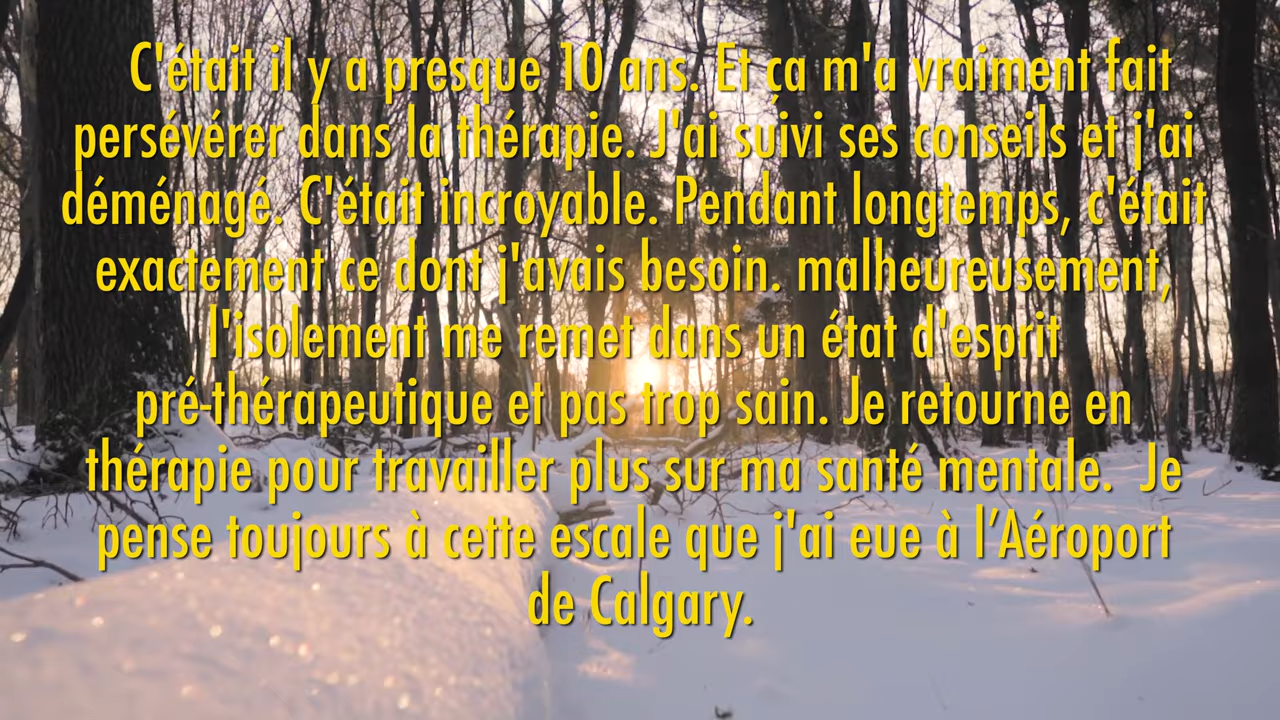 C'était il y a presque 10 ans. Et ça m'a vraiment fait
persévérer dans la thérapie. J'ai suivi ses conseils et j'ai
déménagé. C'était incroyable. Pendant longtemps, c'était
exactement ce dont j'avais besoin. malheureusement,
l'isolement me remet dans un état d'esprit
pré-thérapeutique et pas trop sain. Je retourne en
thérapie pour travailler plus sur ma santé mentale.  Je
pense toujours à cette escale que j'ai eue à l’Aéroport
de Calgary.